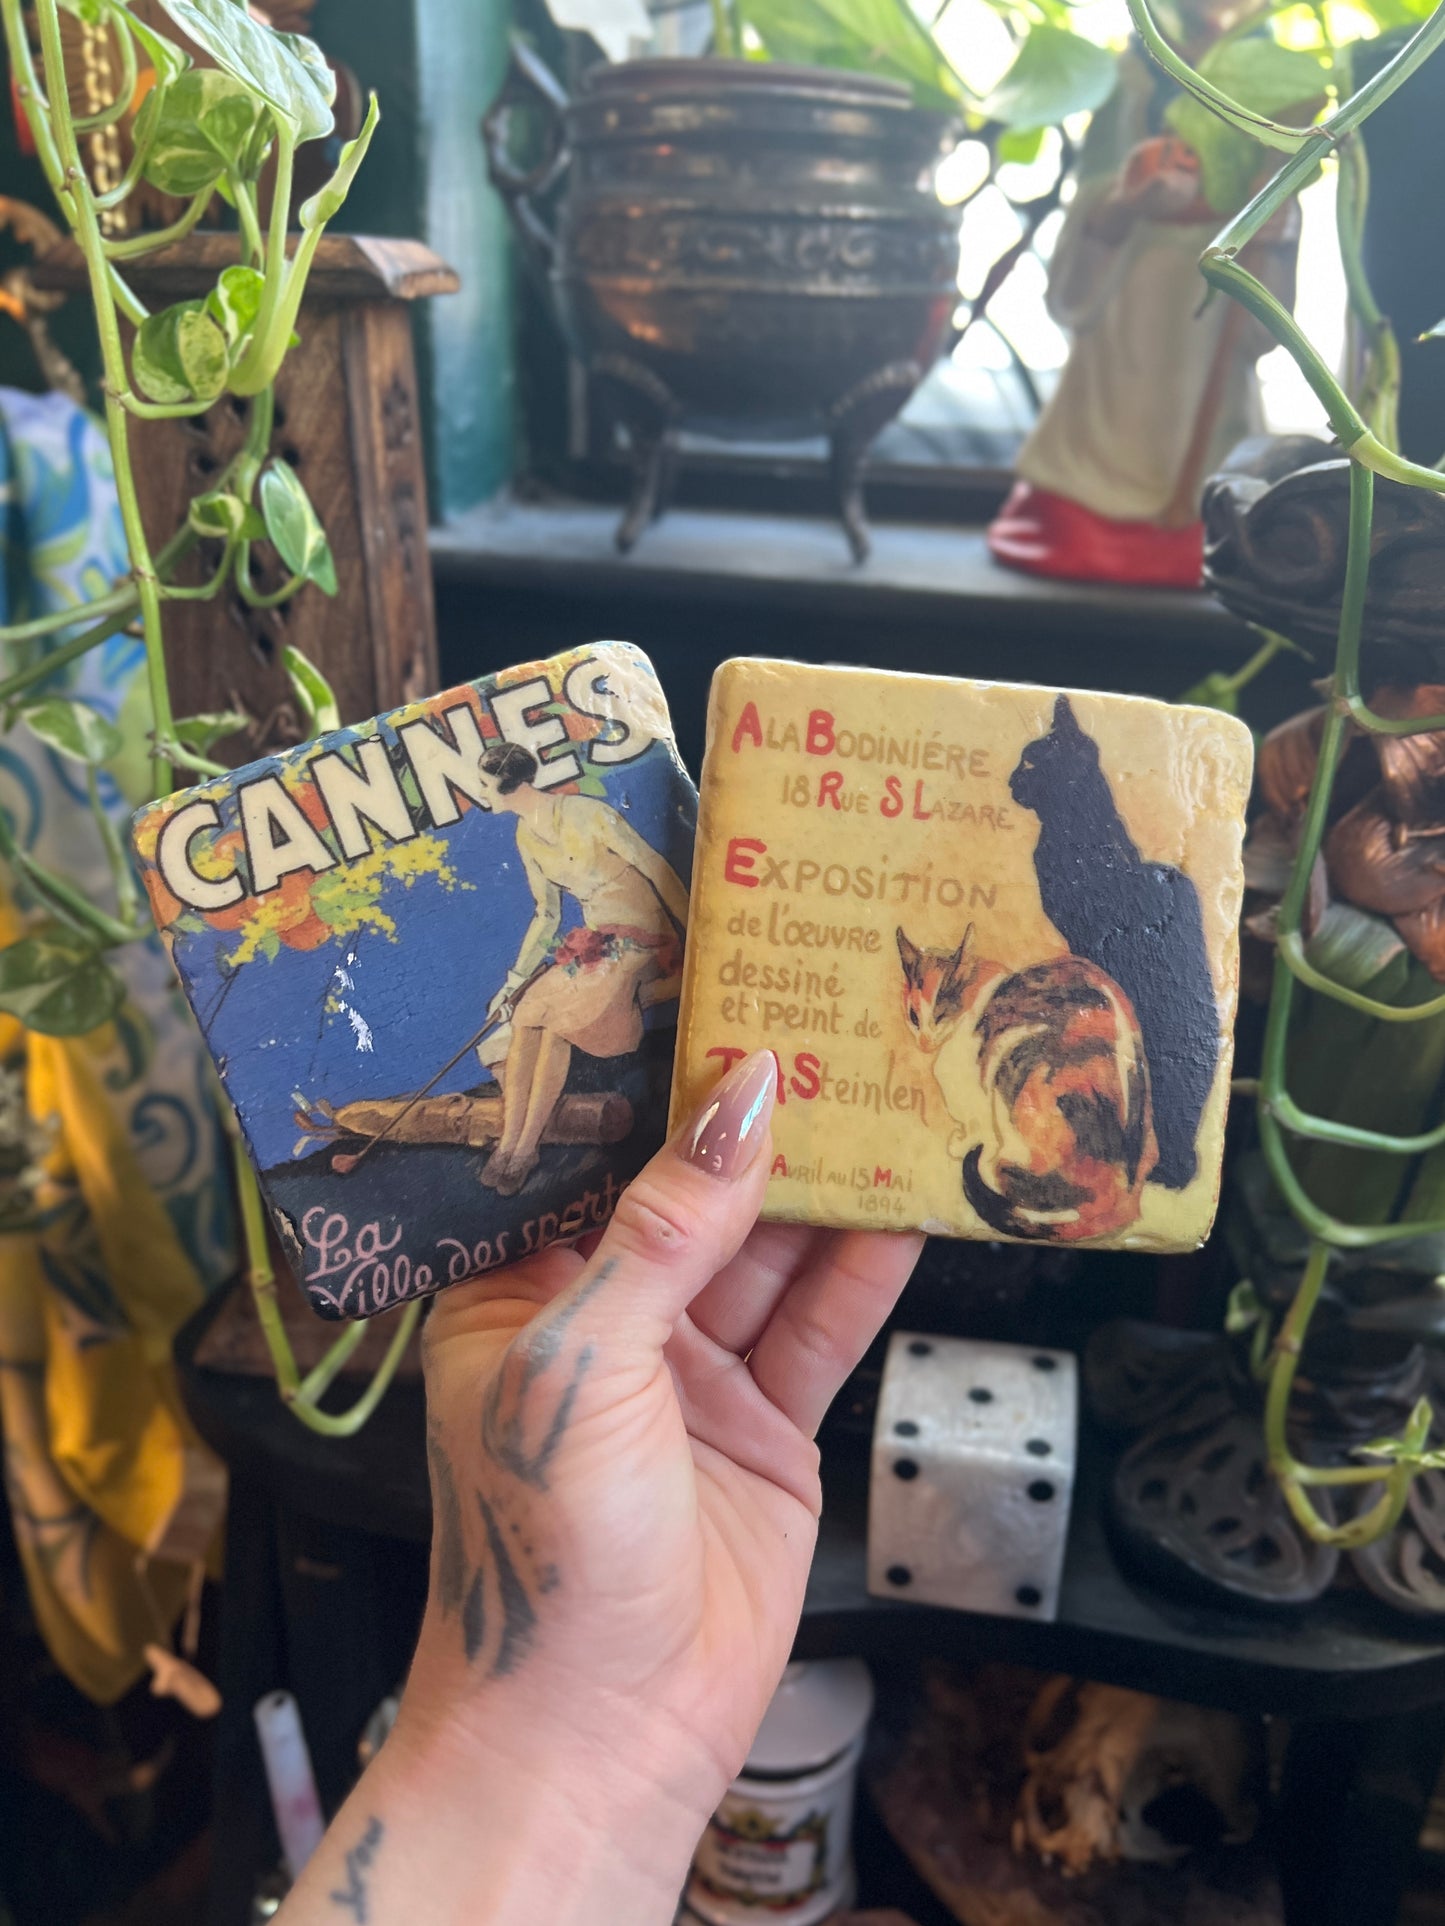 CANNES
La
Ville des sports
A LA BODINIÉRE
18 RUE S LAZARE
EXPOSITION
de l'œuvre
dessiné
et peint de
Steinlen
AVRIL AU 15 MAI
1894